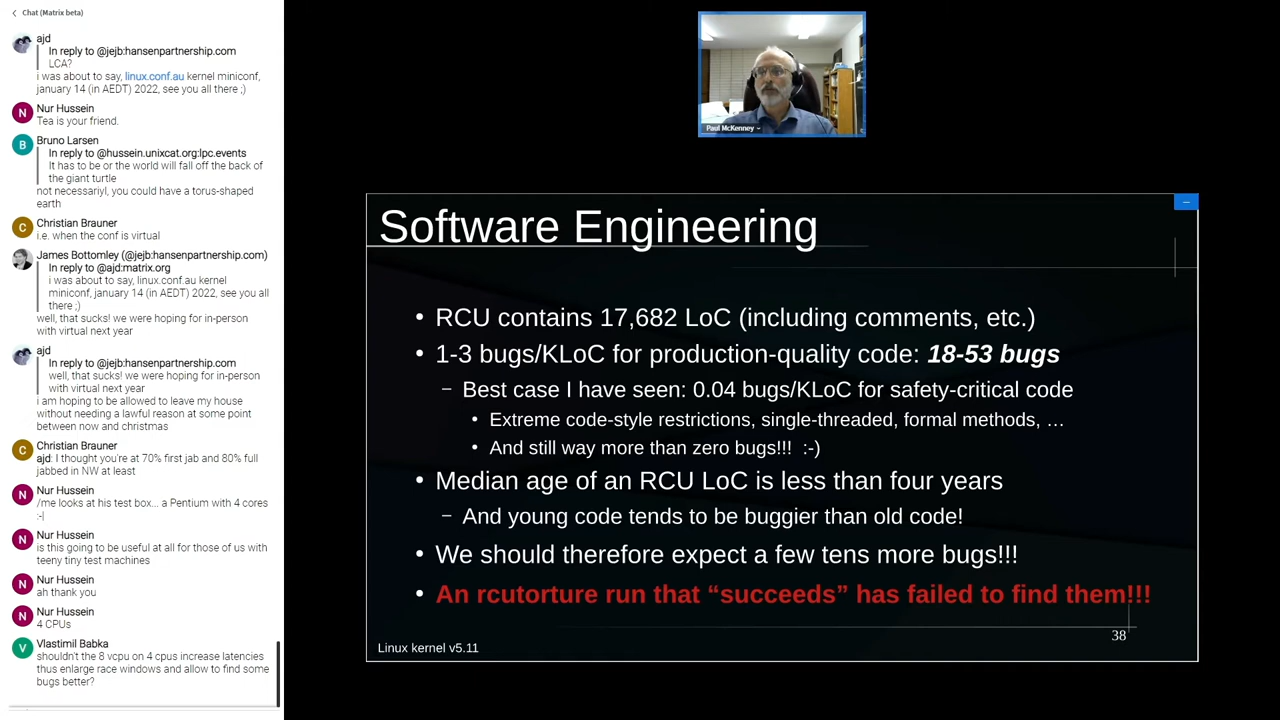 Chat (Matrix beta)
ajd
In reply to @jejb:hansenpartnership.com
LCA?
i was about to say, linux.conf.au kernel miniconf,
january 14 (in AEDT) 2022, see you all there ;)
N
Nur Hussein
Tea is your friend.
B
Bruno Larsen
In reply to @hussein.unixcat.org:lpc.events
It has to be or the world will fall off the back of
the giant turtle
not necessariyl, you could have a torus-shaped
earth
C
Christian Brauner
i.e. when the conf is virtual
James Bottomley (@jejb:hansenpartnership.com)
In reply to @ajd:matrix.org
i was about to say, linux.conf.au kernel
miniconf, january 14 (in AEDT) 2022, see you all
there ;)
well, that sucks! we were hoping for in-person
with virtual next year
ajd
In reply to @jejb:hansenpartnership.com
well, that sucks! we were hoping for in-person
with virtual next year
i am hoping to be allowed to leave my house
without needing a lawful reason at some point
between now and christmas
C
Christian Brauner
ajd: I thought you're at 70% first jab and 80% full
jabbed in NW at least
N
Nur Hussein
/me looks at his test box... a Pentium with 4 cores
:-|
N
Nur Hussein
is this going to be useful at all for those of us with
teeny tiny test machines
N
Nur Hussein
ah thank you
N
Nur Hussein
4 CPUs
V
Vlastimil Babka
shouldn't the 8 vcpu on 4 cpus increase latencies
thus enlarge race windows and allow to find some
bugs better?
Paul McKenney
Software Engineering
• RCU contains 17,682 LoC (including comments, etc.)
• 1-3 bugs/KLoC for production-quality code: 18-53 bugs
– Best case I have seen: 0.04 bugs/KLoC for safety-critical code
• Extreme code-style restrictions, single-threaded, formal methods, …
• And still way more than zero bugs!!! :-)
• Median age of an RCU LoC is less than four years
– And young code tends to be buggier than old code!
• We should therefore expect a few tens more bugs!!!
• An rcutorture run that “succeeds” has failed to find them!!!
38
Linux kernel v5.11